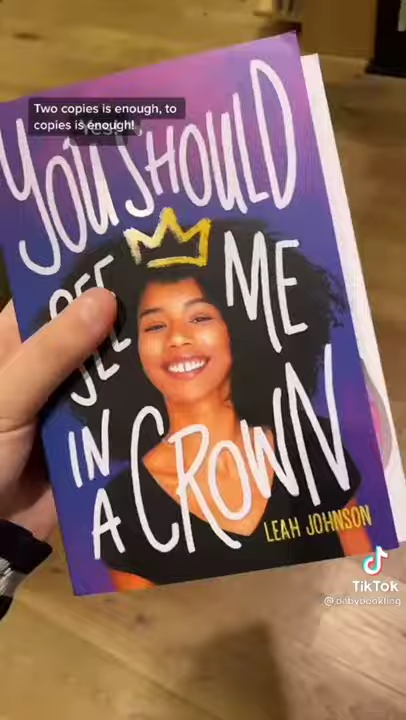 Two copies is enough, to
copies is enough!
YOU SHOULD
SEE ME
IN
A CROWN
LEAH JOHNSON
TikTok
@babybookling